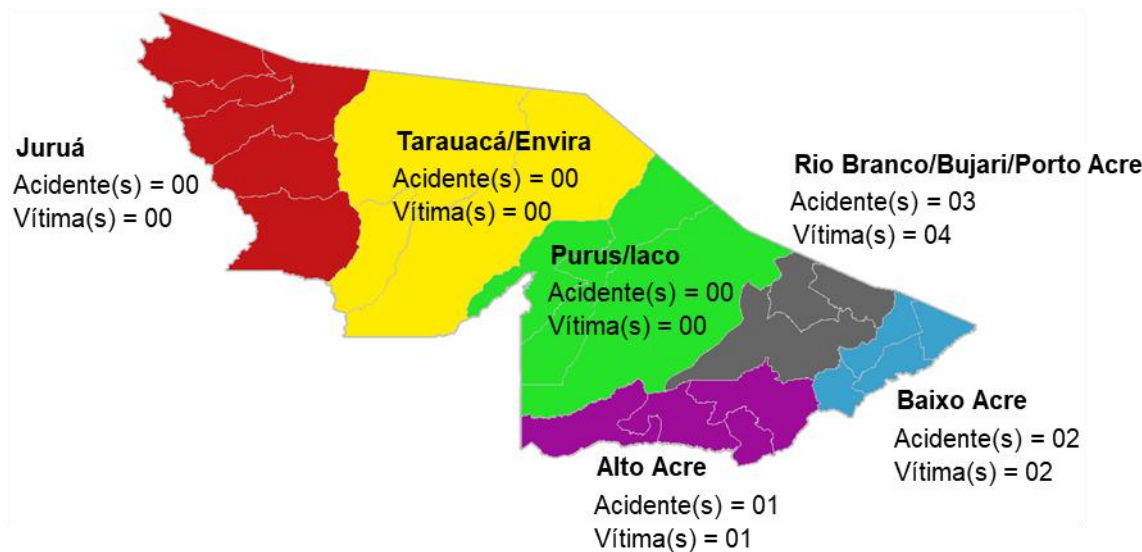 Juruá
Acidente(s) = 00
Vítima(s) = 00
Tarauacá/Envira
Acidente(s) = 00
Vítima(s) = 00
Rio Branco/Bujari/Porto Acre
Acidente(s) = 03
Vítima(s) = 04
Purus/Iaco
Acidente(s) = 00
Vítima(s) = 00
Baixo Acre
Acidente(s) = 02
Vítima(s) = 02
Alto Acre
Acidente(s) = 01
Vítima(s) = 01